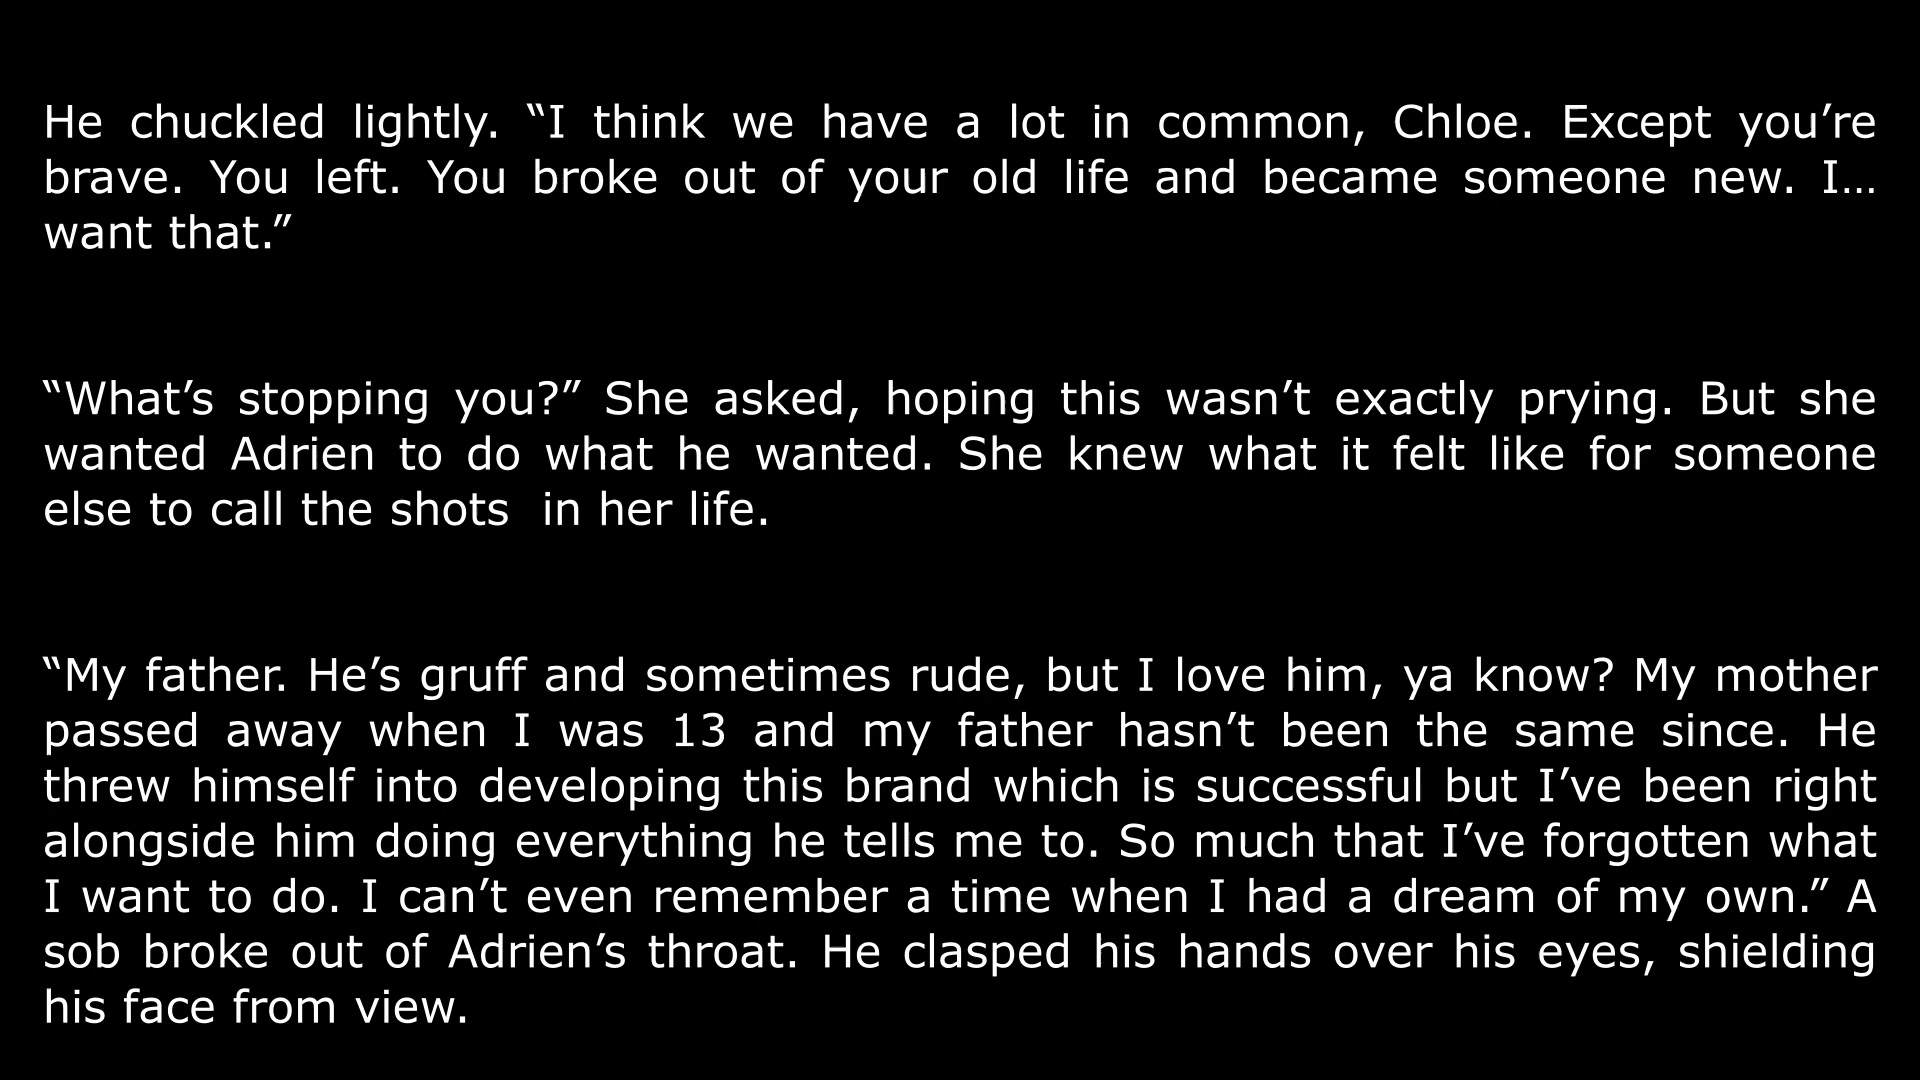 He chuckled lightly. “I think we have a lot in common, Chloe. Except you’re
brave. You left. You broke out of your old life and became someone new. I…
want that.”
“What’s stopping you?” She asked, hoping this wasn’t exactly prying. But she
wanted Adrien to do what he wanted. She knew what it felt like for someone
else to call the shots  in her life.
“My father. He’s gruff and sometimes rude, but I love him, ya know? My mother
passed away when I was 13 and my father hasn’t been the same since. He
threw himself into developing this brand which is successful but I’ve been right
alongside him doing everything he tells me to. So much that I’ve forgotten what
I want to do. I can’t even remember a time when I had a dream of my own.” A
sob broke out of Adrien’s throat. He clasped his hands over his eyes, shielding
his face from view.